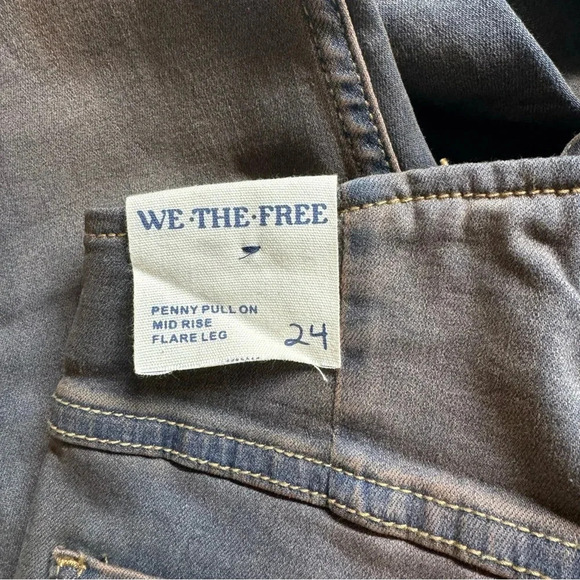 WE·THE·FREE
PENNY PULL ON
MID RISE
FLARE LEG
24